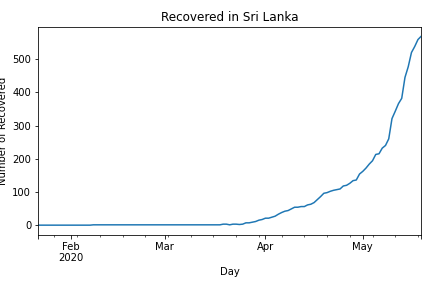 Recovered in Sri Lanka
Number of Recovered
500
400
300
200
100
0
Feb
2020
Mar
Apr
May
Day